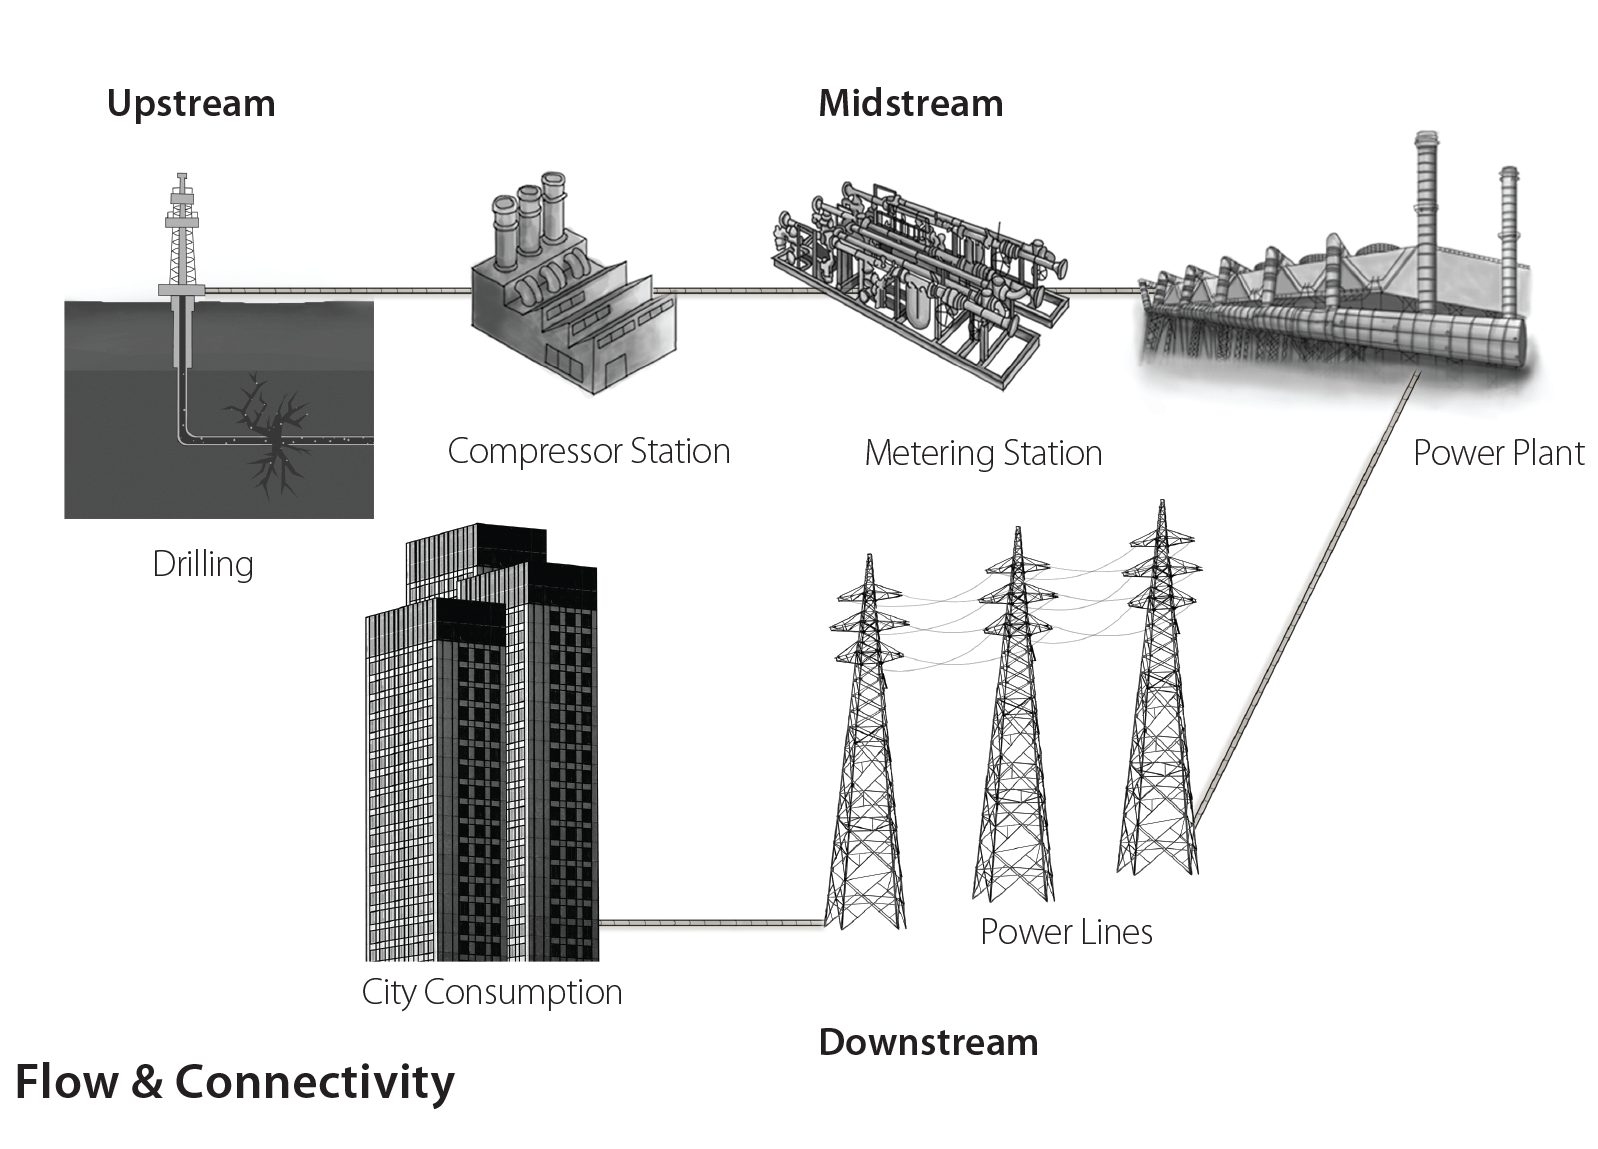 Upstream
Midstream
Compressor Station
Metering Station
Power Plant
Drilling
Power Lines
City Consumption
Downstream
Flow & Connectivity